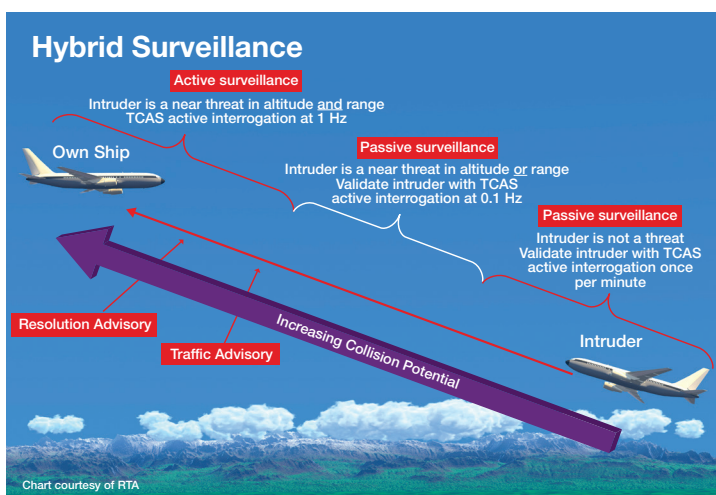 Hybrid Surveillance
Active surveillance
Intruder is a near threat in altitude and range
TCAS active interrogation at 1 Hz
Own Ship
Passive surveillance
Intruder is a near threat in altitude or range
Validate intruder with TCAS
active interrogation at 0.1 Hz
Passive surveillance
Intruder is not a threat
Validate intruder with TCAS
active interrogation once
per minute
Resolution Advisory
Traffic Advisory
Increasing Collision Potential
Intruder
Chart courtesy of RTA